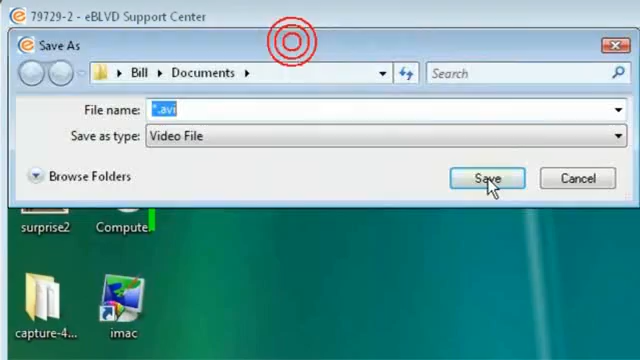 79729-2 - eBLVD Support Center
Save As
Bill Documents Search
File name: *.avi
Save as type: Video File
Browse Folders Save Cancel
surprise2 Compute
capture-4... imac